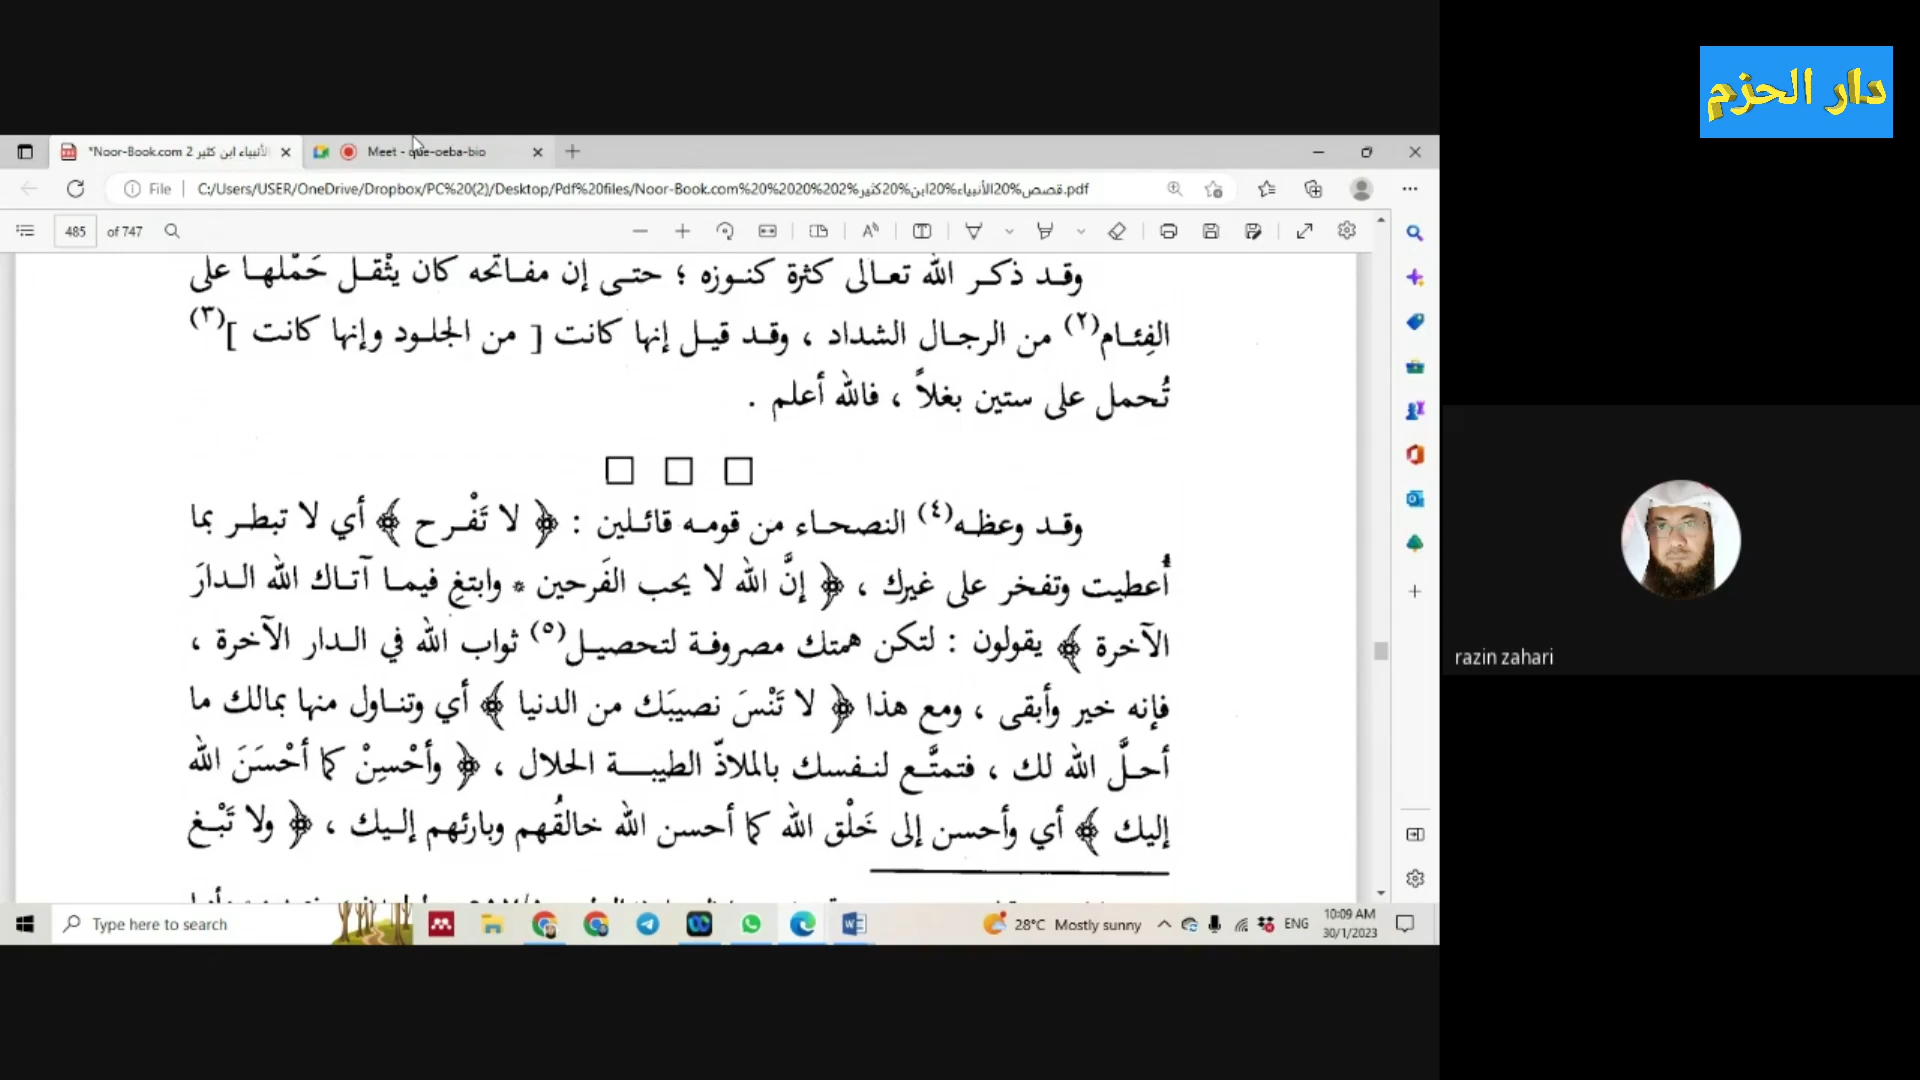 دار الحزم
*Noor-Book.com 2 الأنبياء ابن كثير
Meet - que-oeba-bio
File
C:/Users/USER/OneDrive/Dropbox/PC%20(2)/Desktop/Pdf%20files/Noor-Book.com%20%2020%202%قصص%20الأنبياء%20ابن%20كثير.pdf
485 of 747
وقد ذكر الله تعالى كثرة كنوزه ؛ حتى إن مفاتحه كان يثْقل حَمْلها على
الفِئام(٢) من الرجال الشداد ، وقد قيل إنها كانت [ من الجلود وإنها كانت ](٣)
تُحمل على ستين بغلاً ، فالله أعلم .
□ □ □
وقد وعظه(٤) النصحاء من قومه قائلين : ﴿ لا تَفْرح ﴾ أي لا تبطر بما
أُعطيت وتفخر على غيرك ، ﴿ إنَّ الله لا يحب الفَرحين * وابتغِ فيما آتاك الله الدارَ
الآخرة ﴾ يقولون : لتكن همتك مصروفة لتحصيل(٥) ثواب الله في الدار الآخرة ،
فإنه خير وأبقى ، ومع هذا ﴿ لا تَنْسَ نصيبَك من الدنيا ﴾ أي وتناول منها بمالك ما
أحلَّ الله لك ، فتمتَّع لنفسك بالملاذّ الطيبة الحلال ، ﴿ وأحْسِنْ كما أحْسَنَ الله
إليك ﴾ أي وأحسن إلى خَلْق الله كما أحسن الله خالقُهم وبارئهم إليك ، ﴿ ولا تَبْغ
razin zahari
Type here to search
28°C Mostly sunny
ENG
10:09 AM
30/1/2023